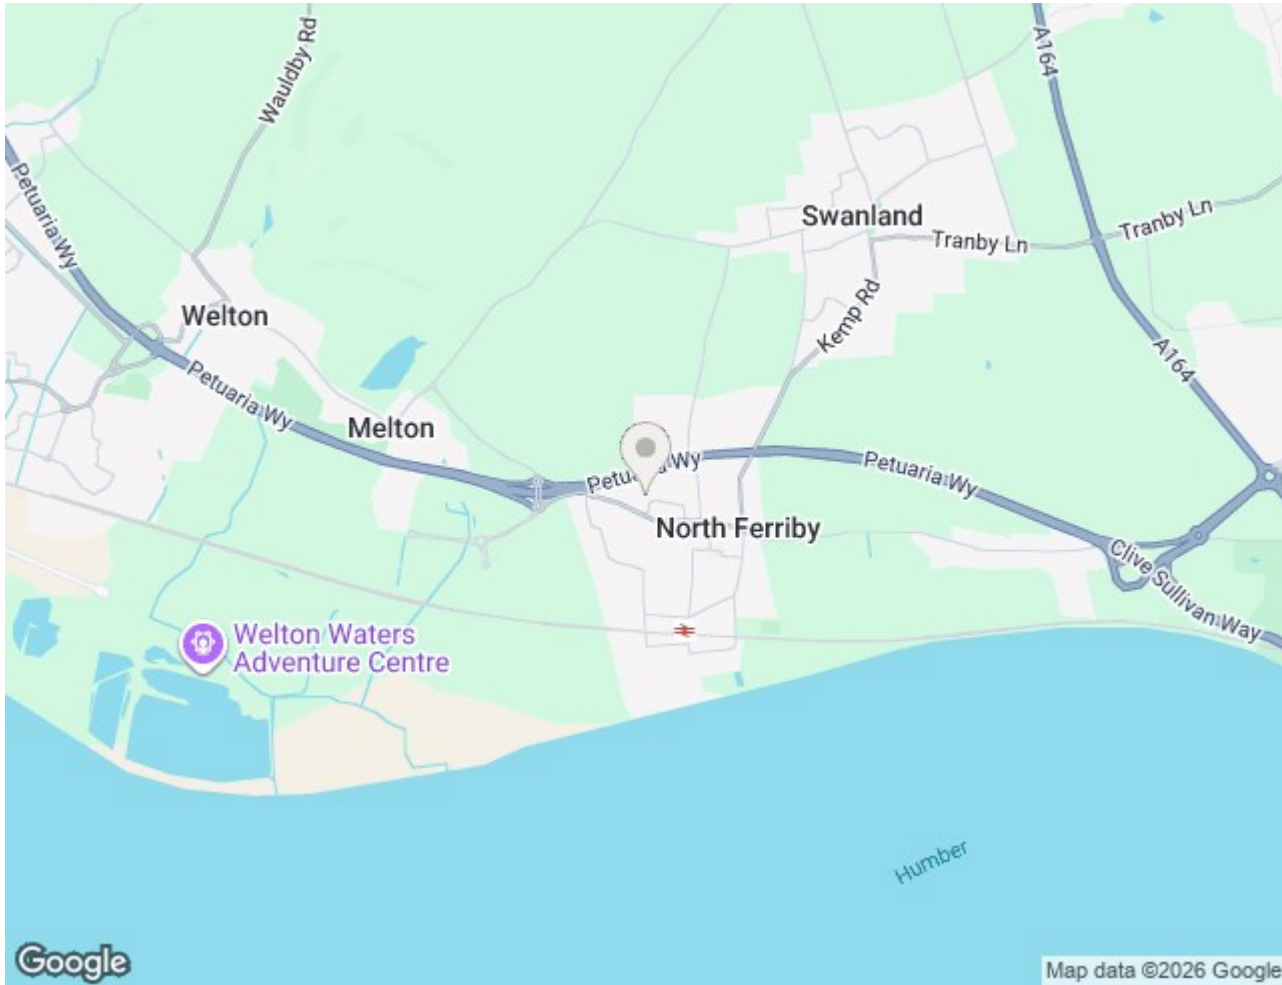 Wauldby Rd
A164
Petuaria Wy
Swanland
Tranby Ln
Tranby Ln
Welton
Kemp Rd
A164
Petuaria Wy
Melton
Petuaria Wy
Petuaria Wy
North Ferriby
Clive Sullivan Way
Welton Waters
Adventure Centre
Humber
Google
Map data ©2026 Google